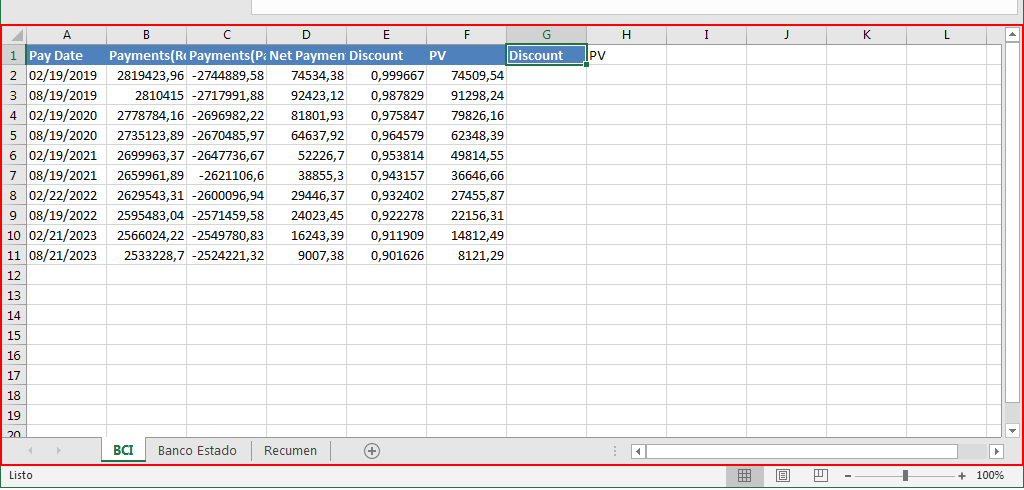 A B C D E F G H I J K L
1 Pay Date Payments(Re Payments(Pa Net Paymen Discount PV Discount PV
2 02/19/2019 2819423,96 -2744889,58 74534,38 0,999667 74509,54
3 08/19/2019 2810415 -2717991,88 92423,12 0,987829 91298,24
4 02/19/2020 2778784,16 -2696982,22 81801,93 0,975847 79826,16
5 08/19/2020 2735123,89 -2670485,97 64637,92 0,964579 62348,39
6 02/19/2021 2699963,37 -2647736,67 52226,7 0,953814 49814,55
7 08/19/2021 2659961,89 -2621106,6 38855,3 0,943157 36646,66
8 02/22/2022 2629543,31 -2600096,94 29446,37 0,932402 27455,87
9 08/19/2022 2595483,04 -2571459,58 24023,45 0,922278 22156,31
10 02/21/2023 2566024,22 -2549780,83 16243,39 0,911909 14812,49
11 08/21/2023 2533228,7 -2524221,32 9007,38 0,901626 8121,29
12
13
14
15
16
17
18
19
20
BCI Banco Estado Recumen
Listo 100%